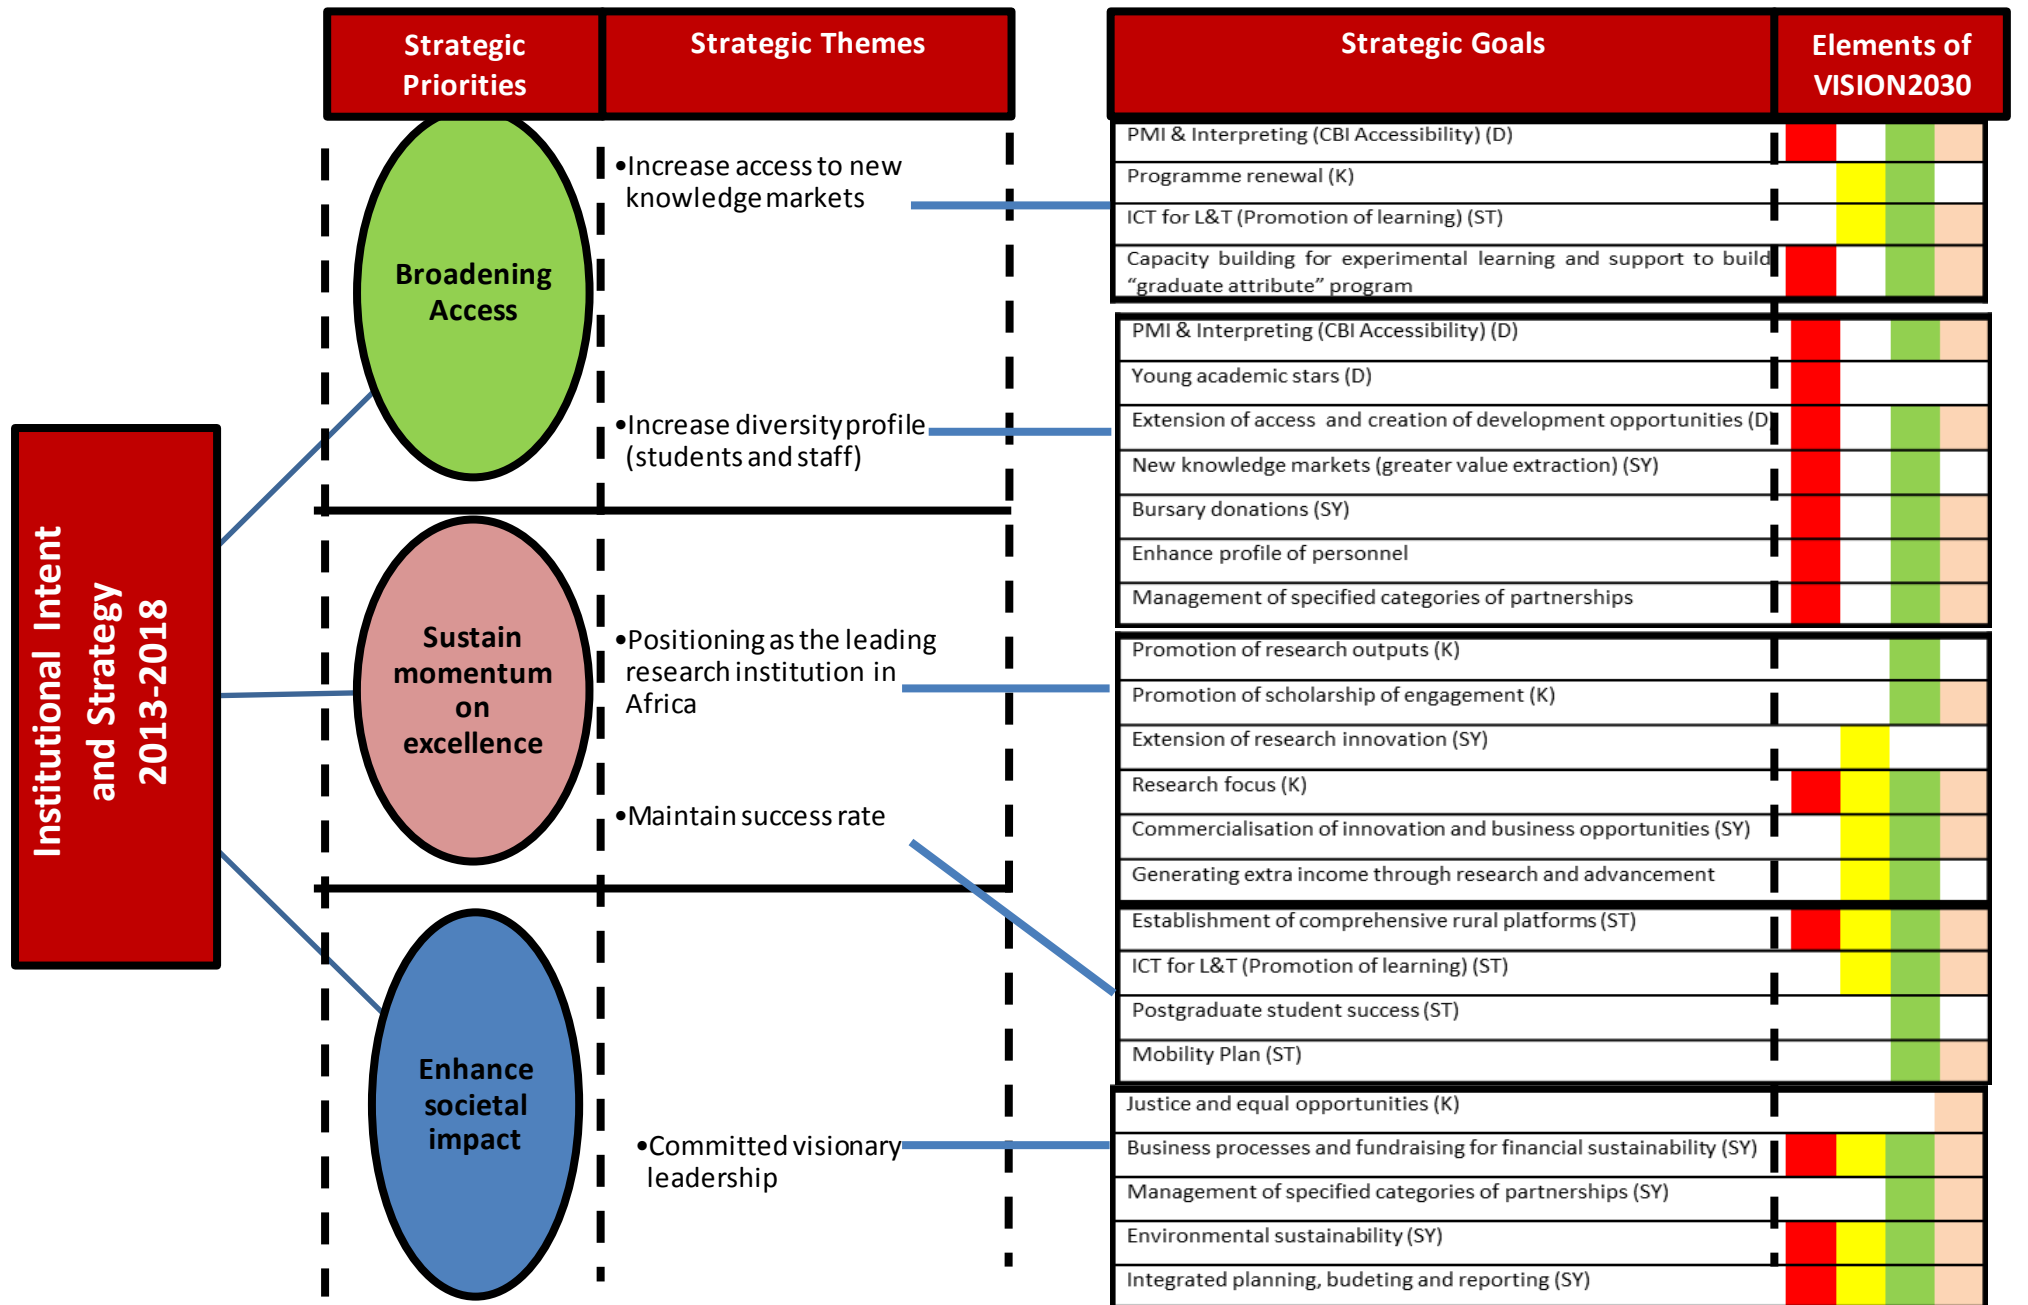 Strategic
Priorities
Strategic Themes
Strategic Goals
Elements of
VISION2030
Institutional Intent
and Strategy
2013-2018
Broadening
Access
•Increase access to new
knowledge markets
•Increase diversity profile
(students and staff)
Sustain
momentum
on
excellence
•Positioning as the leading
research institution in
Africa
•Maintain success rate
Enhance
societal
impact
•Committed visionary
leadership
PMI & Interpreting (CBI Accessibility) (D)
Programme renewal (K)
ICT for L&T (Promotion of learning) (ST)
Capacity building for experimental learning and support to build
“graduate attribute” program
PMI & Interpreting (CBI Accessibility) (D)
Young academic stars (D)
Extension of access and creation of development opportunities (D)
New knowledge markets (greater value extraction) (SY)
Bursary donations (SY)
Enhance profile of personnel
Management of specified categories of partnerships
Promotion of research outputs (K)
Promotion of scholarship of engagement (K)
Extension of research innovation (SY)
Research focus (K)
Commercialisation of innovation and business opportunities (SY)
Generating extra income through research and advancement
Establishment of comprehensive rural platforms (ST)
ICT for L&T (Promotion of learning) (ST)
Postgraduate student success (ST)
Mobility Plan (ST)
Justice and equal opportunities (K)
Business processes and fundraising for financial sustainability (SY)
Management of specified categories of partnerships (SY)
Environmental sustainability (SY)
Integrated planning, budeting and reporting (SY)